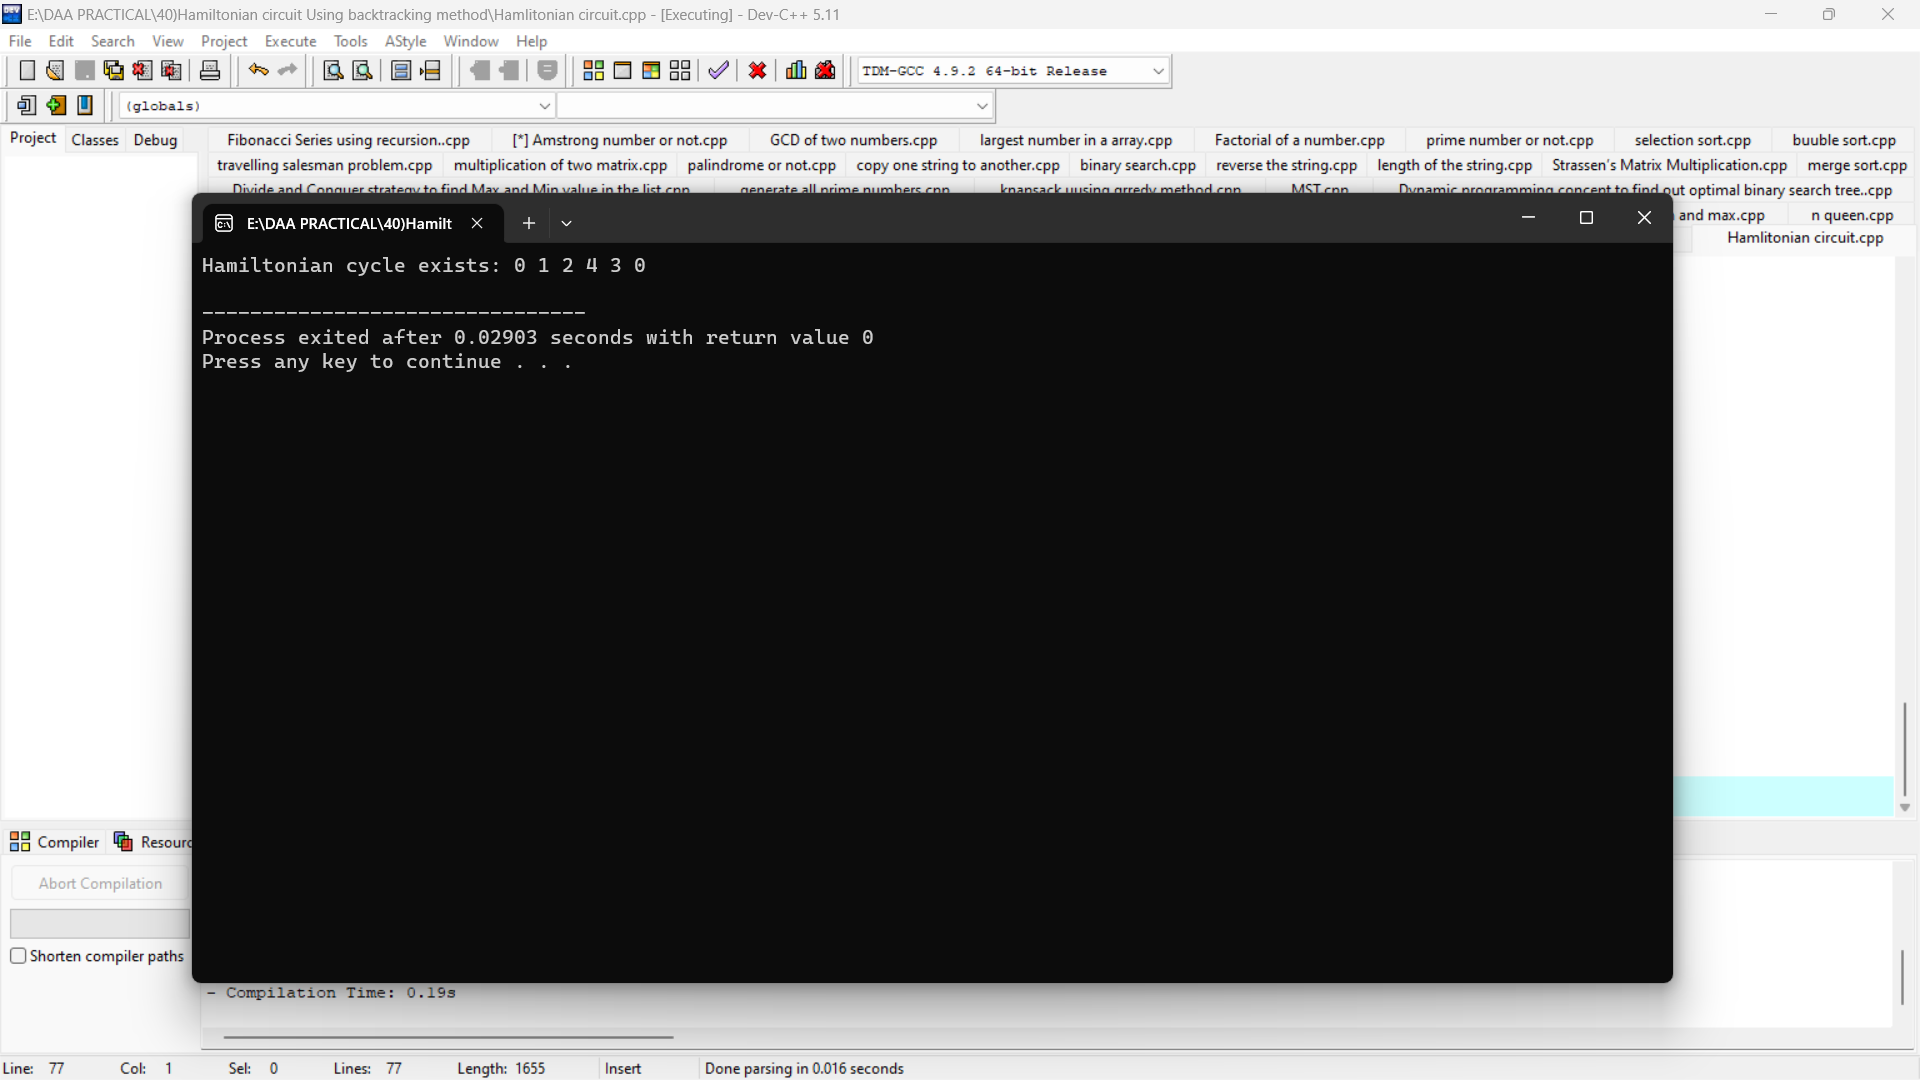 E:\DAA PRACTICAL\40)Hamiltonian circuit Using backtracking method\Hamlitonian circuit.cpp - [Executing] - Dev-C++ 5.11
File Edit Search View Project Execute Tools AStyle Window Help
TDM-GCC 4.9.2 64-bit Release
(globals)
Project Classes Debug
Fibonacci Series using recursion..cpp [*] Amstrong number or not.cpp GCD of two numbers.cpp largest number in a array.cpp Factorial of a number.cpp prime number or not.cpp selection sort.cpp buuble sort.cpp
travelling salesman problem.cpp multiplication of two matrix.cpp palindrome or not.cpp copy one string to another.cpp binary search.cpp reverse the string.cpp length of the string.cpp Strassen's Matrix Multiplication.cpp merge sort.cpp
Divide and Conquer strategy to find Max and Min value in the list.cpp generate all prime numbers.cpp knapsack uusing grredy method.cpp MST.cpp Dynamic programming concept to find out optimal binary search tree..cpp
and max.cpp n queen.cpp
Hamlitonian circuit.cpp
E:\DAA PRACTICAL\40)Hamilt
Hamiltonian cycle exists: 0 1 2 4 3 0
--------------------------------
Process exited after 0.02903 seconds with return value 0
Press any key to continue . . .
Compiler Resourc
Abort Compilation
Shorten compiler paths
- Compilation Time: 0.19s
Line: 77 Col: 1 Sel: 0 Lines: 77 Length: 1655 Insert Done parsing in 0.016 seconds